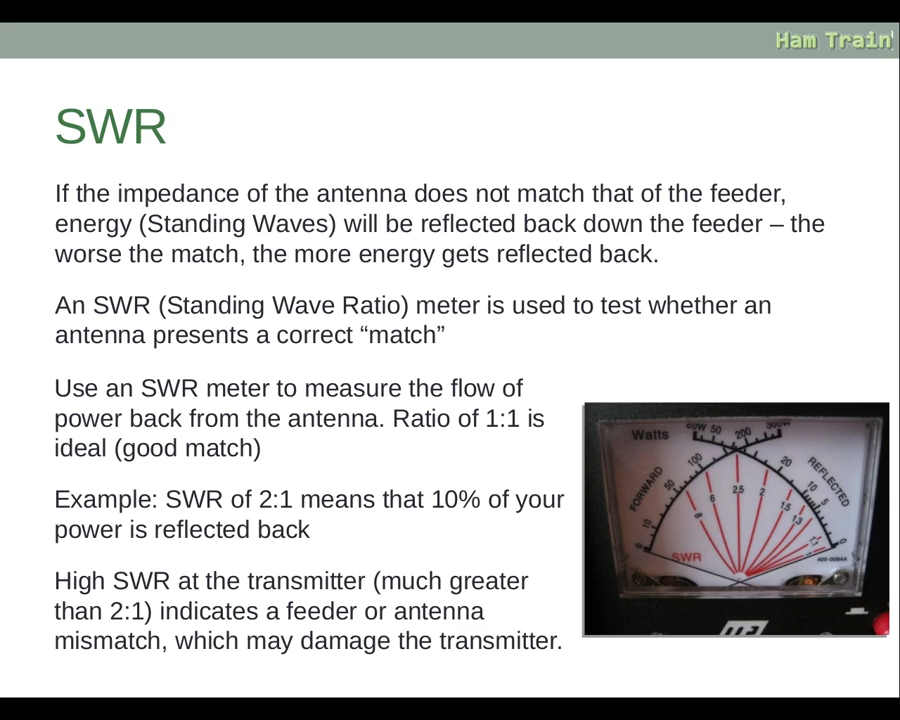 Ham Train
SWR
If the impedance of the antenna does not match that of the feeder,
energy (Standing Waves) will be reflected back down the feeder – the
worse the match, the more energy gets reflected back.
An SWR (Standing Wave Ratio) meter is used to test whether an
antenna presents a correct “match”
Use an SWR meter to measure the flow of
power back from the antenna. Ratio of 1:1 is
ideal (good match)
Example: SWR of 2:1 means that 10% of your
power is reflected back
High SWR at the transmitter (much greater
than 2:1) indicates a feeder or antenna
mismatch, which may damage the transmitter.
Watts
60W 50 200 300W
FORWARD
0 10 50 100
REFLECTED
20 10 5 0
8 6 2.5 2 1.5 1.3 1.1
SWR